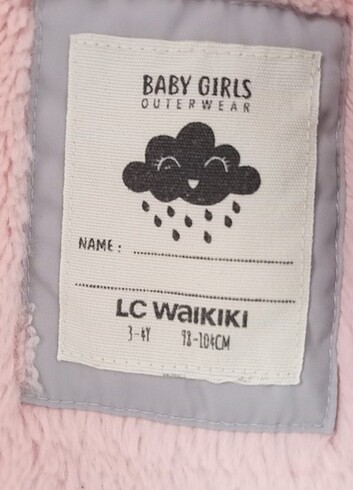 BABY GIRLS
OUTERWEAR
NAME :
LC WAIKIKI
3-4Y 98-104CM